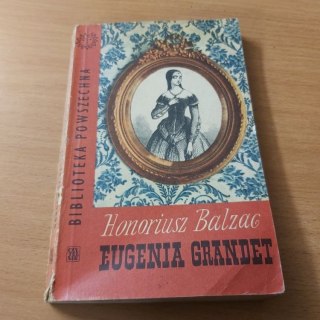 BIBLIOTEKA POWSZECHNA
Honoriusz Balzac
EUGENIA GRANDET